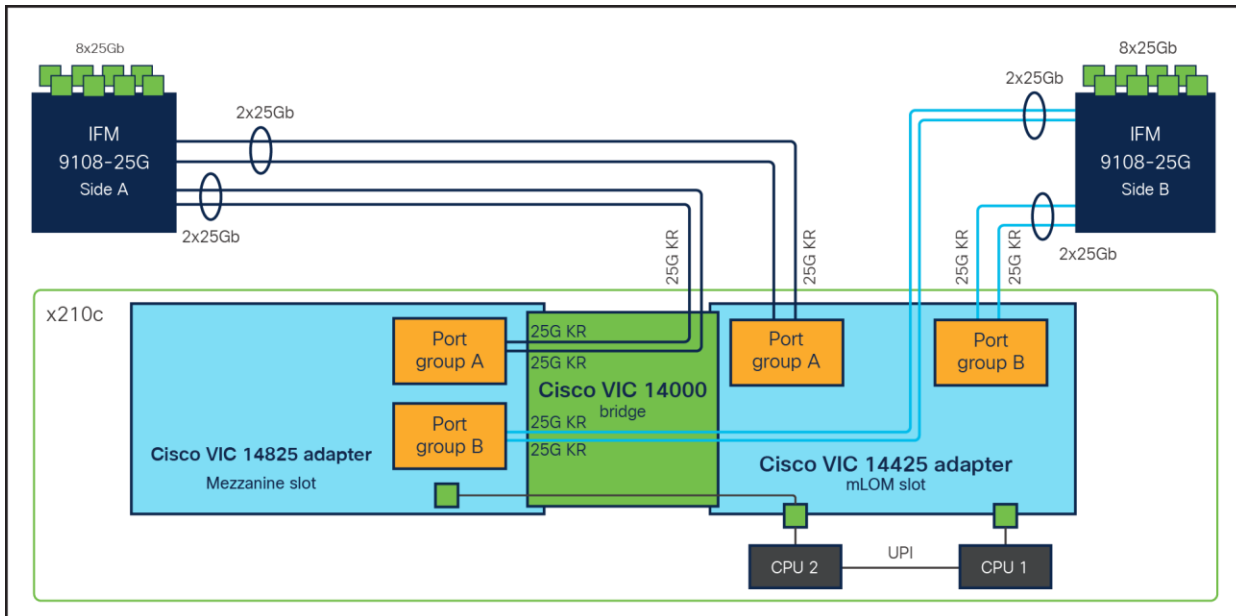 8x25Gb
IFM
9108-25G
Side A
2x25Gb
2x25Gb
8x25Gb
2x25Gb
IFM
9108-25G
Side B
2x25Gb
25G KR
25G KR
25G KR
25G KR
x210c
Port
group A
25G KR
25G KR
Port
group B
25G KR
25G KR
Cisco VIC 14825 adapter
Mezzanine slot
Cisco VIC 14000
bridge
Port
group A
Port
group B
Cisco VIC 14425 adapter
mLOM slot
CPU 2
UPI
CPU 1